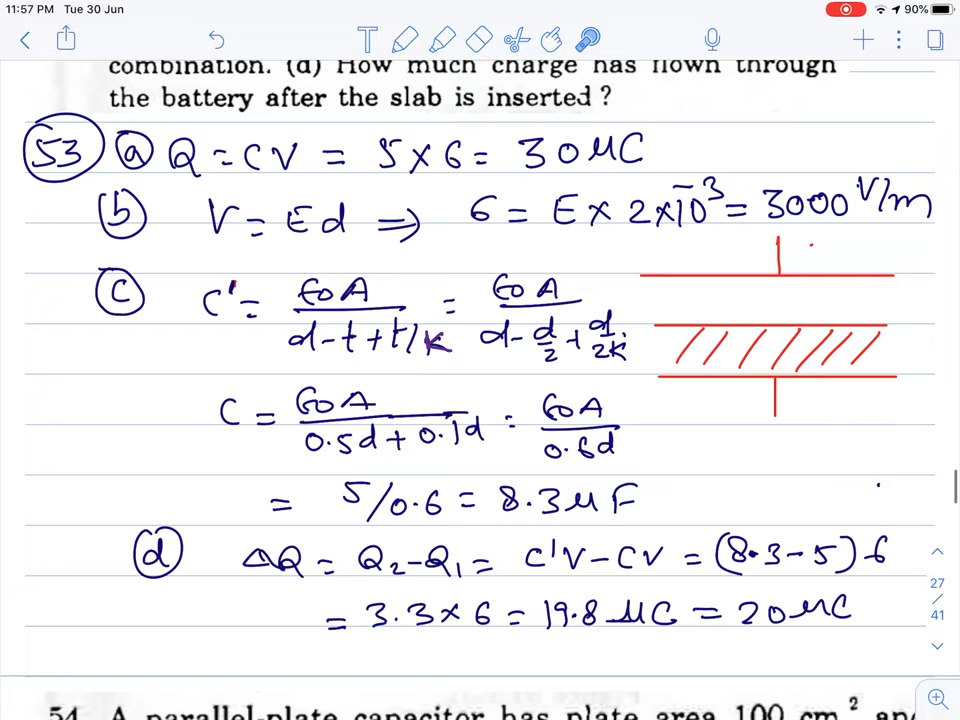 11:57 PM Tue 30 Jun 90%
combination. (d) How much charge has flown through
the battery after the slab is inserted ?
53 (a) Q = CV = 5 × 6 = 30 μC
(b) V = Ed ⇒ 6 = E × 2×10⁻³ = 3000 V/m
(c) C' = ε₀A / (d - t + t/K) = ε₀A / (d - d/2 + d/2K)
C = ε₀A / (0.5d + 0.1d) = ε₀A / 0.6d
= 5/0.6 = 8.3 μF
(d) ΔQ = Q₂ - Q₁ = C'V - CV = (8.3 - 5) 6
= 3.3 × 6 = 19.8 μC = 20 μC
27
/
41
54. A parallel-plate capacitor has plate area 100 cm² and